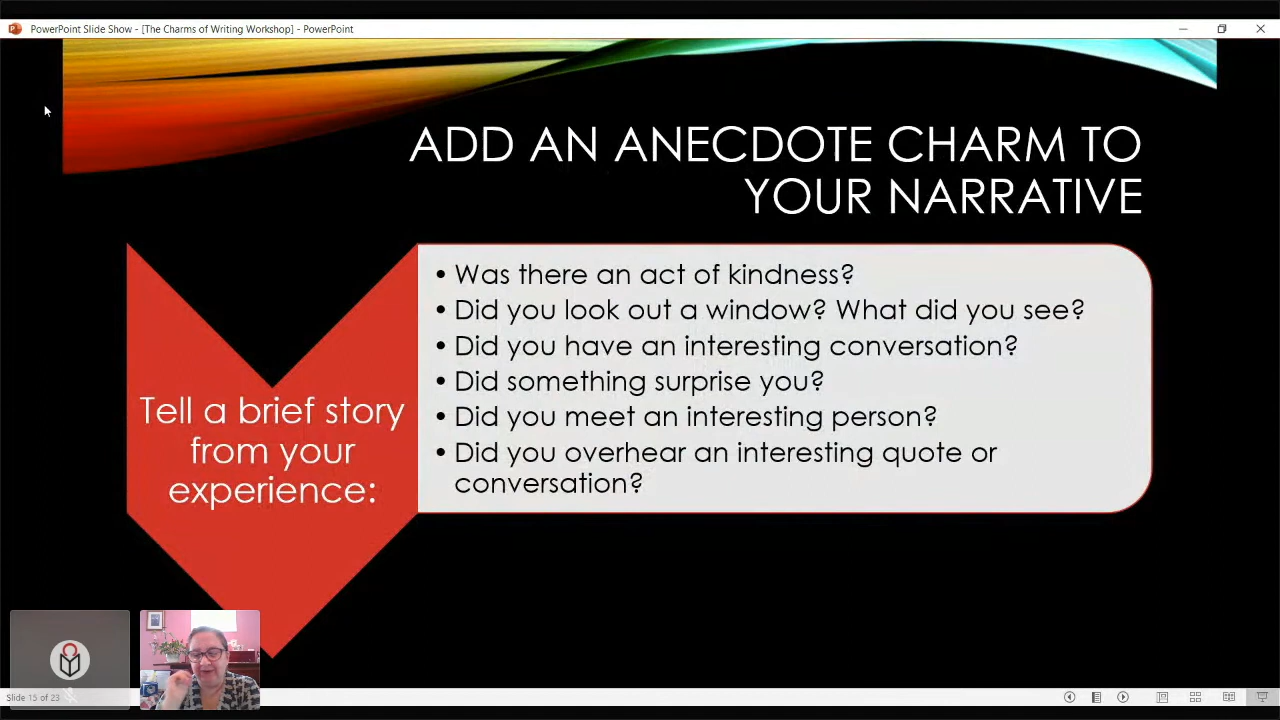 PowerPoint Slide Show - [The Charms of Writing Workshop] - PowerPoint
ADD AN ANECDOTE CHARM TO
YOUR NARRATIVE
Tell a brief story
from your
experience:
• Was there an act of kindness?
• Did you look out a window? What did you see?
• Did you have an interesting conversation?
• Did something surprise you?
• Did you meet an interesting person?
• Did you overhear an interesting quote or
conversation?
Slide 15 of 23